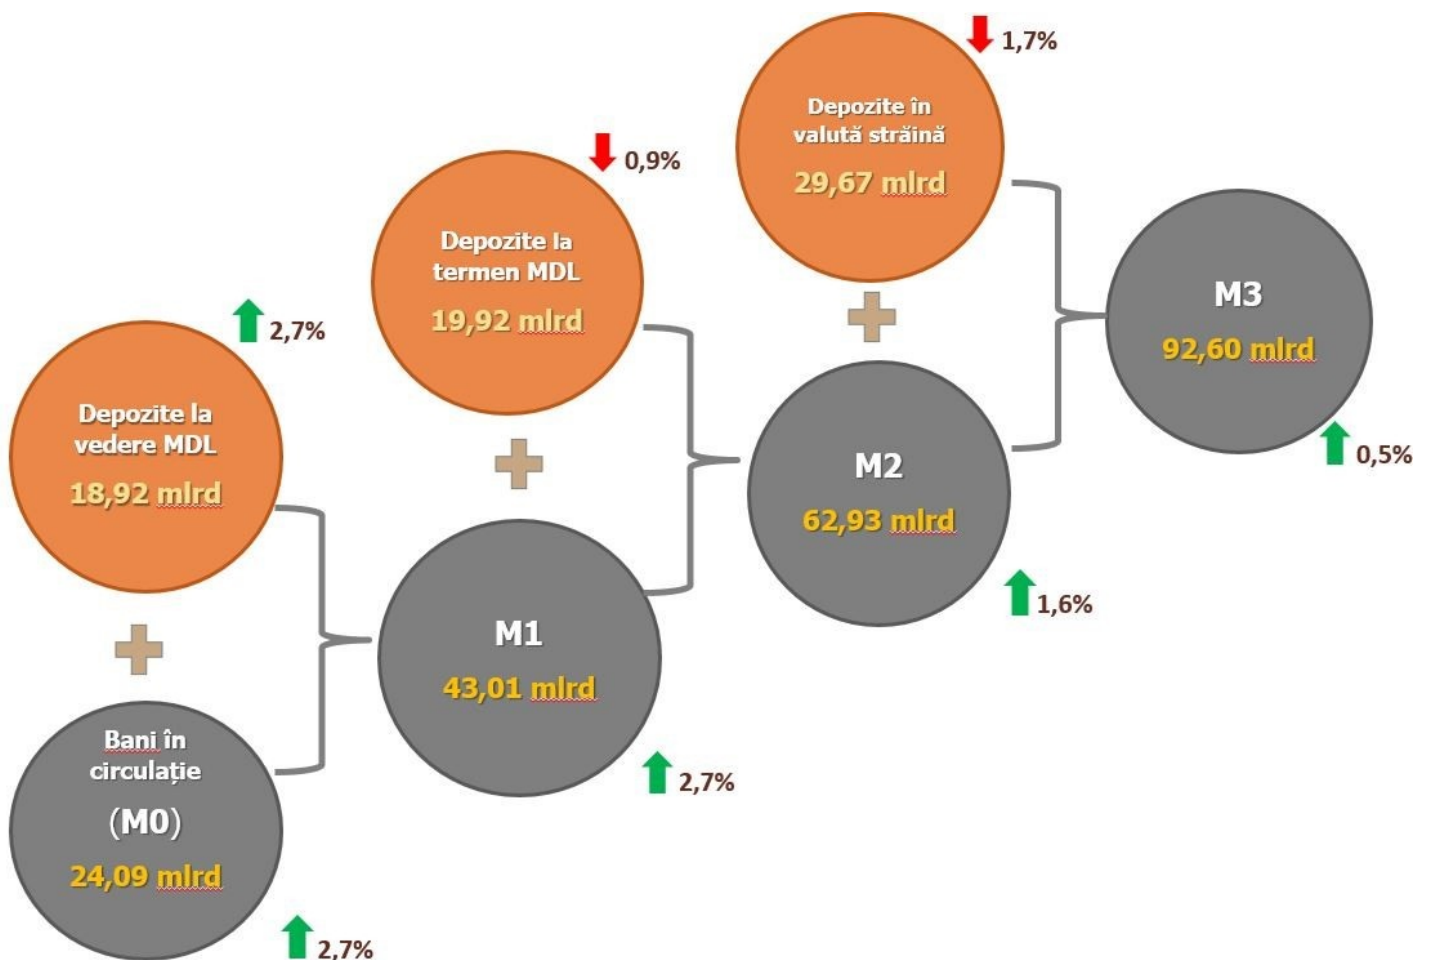 1,7%
Depozite în
valută străină
29,67 mlrd
0,9%
Depozite la
termen MDL
19,92 mlrd
M3
92,60 mlrd
2,7%
Depozite la
vedere MDL
18,92 mlrd
0,5%
M2
62,93 mlrd
1,6%
M1
43,01 mlrd
2,7%
Bani în
circulație
(M0)
24,09 mlrd
2,7%